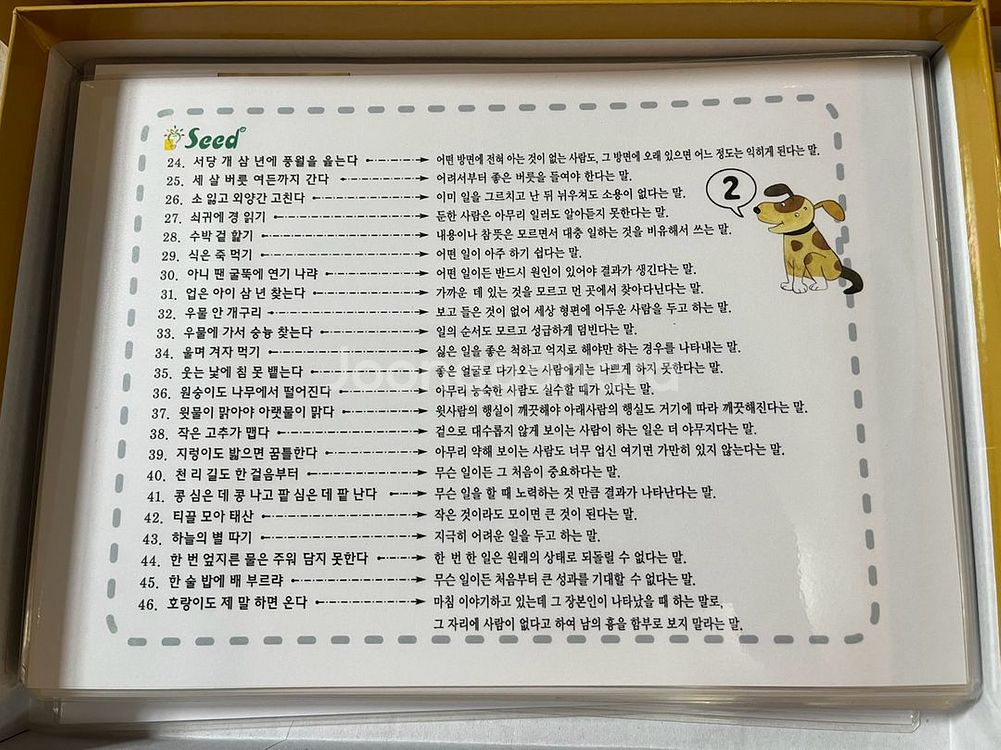 Seed
24. 서당 개 삼 년에 풍월을 읊는다 어떤 방면에 전혀 아는 것이 없는 사람도, 그 방면에 오래 있으면 어느 정도는 익히게 된다는 말.
25. 세 살 버릇 여든까지 간다 어려서부터 좋은 버릇을 들여야 한다는 말.
26. 소 잃고 외양간 고친다 이미 일을 그르치고 난 뒤 뉘우쳐도 소용이 없다는 말.
27. 쇠귀에 경 읽기 둔한 사람은 아무리 일러도 알아듣지 못한다는 말.
28. 수박 겉 핥기 내용이나 참뜻은 모르면서 대충 일하는 것을 비유해서 쓰는 말.
2
29. 식은 죽 먹기 어떤 일이 아주 하기 쉽다는 말.
30. 아니 땐 굴뚝에 연기 나랴 어떤 일이든 반드시 원인이 있어야 결과가 생긴다는 말.
31. 업은 아이 삼 년 찾는다 가까운 데 있는 것을 모르고 먼 곳에서 찾아다닌다는 말.
32. 우물 안 개구리 보고 들은 것이 없어 세상 형편에 어두운 사람을 두고 하는 말.
33. 우물에 가서 숭늉 찾는다 일의 순서도 모르고 성급하게 덤빈다는 말.
34. 울며 겨자 먹기 싫은 일을 좋은 척하고 억지로 해야만 하는 경우를 나타내는 말.
35. 웃는 낯에 침 못 뱉는다 좋은 얼굴로 다가오는 사람에게는 나쁘게 하지 못한다는 말.
36. 원숭이도 나무에서 떨어진다 아무리 능숙한 사람도 실수할 때가 있다는 말.
37. 윗물이 맑아야 아랫물이 맑다 윗사람의 행실이 깨끗해야 아래사람의 행실도 거기에 따라 깨끗해진다는 말.
38. 작은 고추가 맵다 겉으로 대수롭지 않게 보이는 사람이 하는 일은 더 야무지다는 말.
39. 지렁이도 밟으면 꿈틀한다 아무리 약해 보이는 사람도 너무 업신 여기면 가만히 있지 않는다는 말.
40. 천 리 길도 한 걸음부터 무슨 일이든 그 처음이 중요하다는 말.
41. 콩 심은 데 콩 나고 팥 심은 데 팥 난다 무슨 일을 할 때 노력하는 것 만큼 결과가 나타난다는 말.
42. 티끌 모아 태산 작은 것이라도 모이면 큰 것이 된다는 말.
43. 하늘의 별 따기 지극히 어려운 일을 두고 하는 말.
44. 한 번 엎지른 물은 주워 담지 못한다 한 번 한 일은 원래의 상태로 되돌릴 수 없다는 말.
45. 한 술 밥에 배 부르랴 무슨 일이든 처음부터 큰 성과를 기대할 수 없다는 말.
46. 호랑이도 제 말 하면 온다 마침 이야기하고 있는데 그 장본인이 나타났을 때 하는 말로,
그 자리에 사람이 없다고 하여 남의 흉을 함부로 보지 말라는 말.